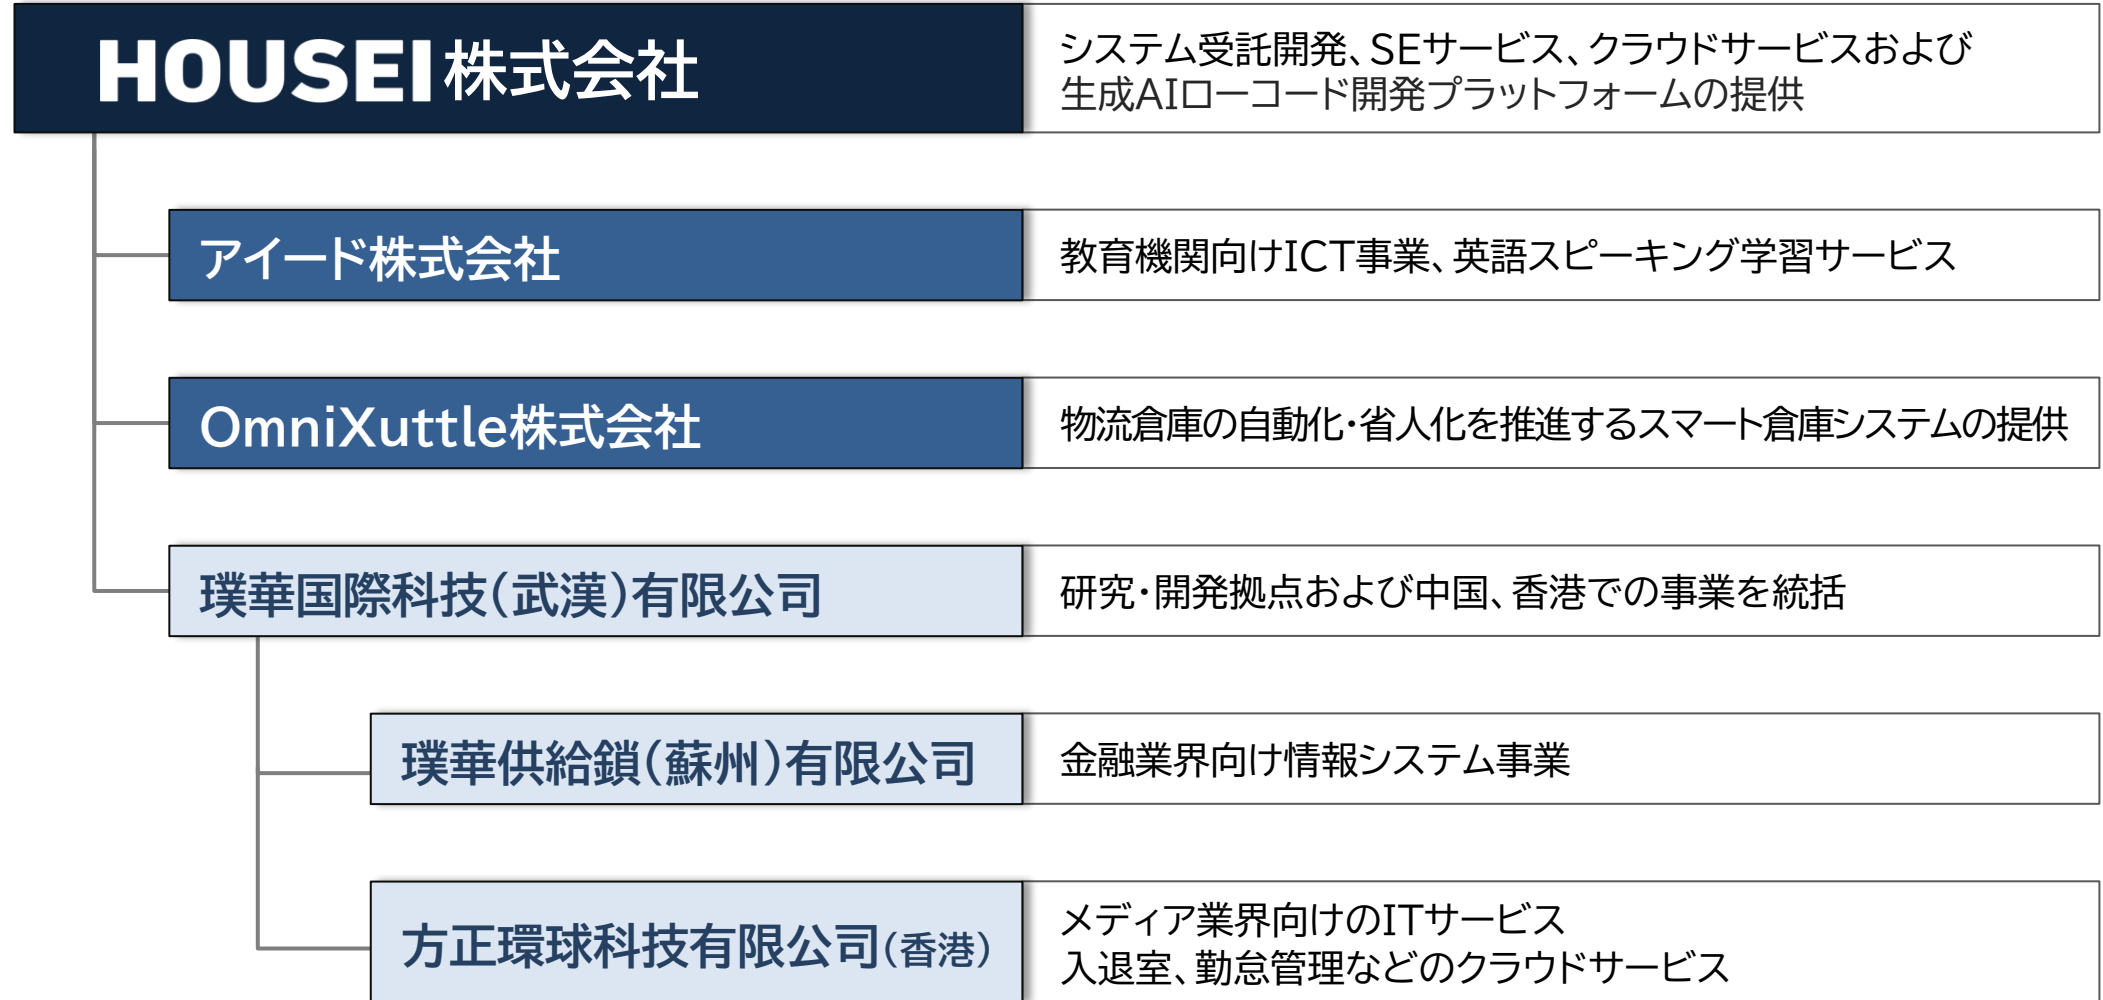 HOUSEI株式会社
システム受託開発、SEサービス、クラウドサービスおよび
生成AIローコード開発プラットフォームの提供
アイード株式会社
教育機関向けICT事業、英語スピーキング学習サービス
OmniXuttle株式会社
物流倉庫の自動化・省人化を推進するスマート倉庫システムの提供
璞華国際科技(武漢)有限公司
研究・開発拠点および中国、香港での事業を統括
璞華供給鎖(蘇州)有限公司
金融業界向け情報システム事業
方正環球科技有限公司(香港)
メディア業界向けのITサービス
入退室、勤怠管理などのクラウドサービス